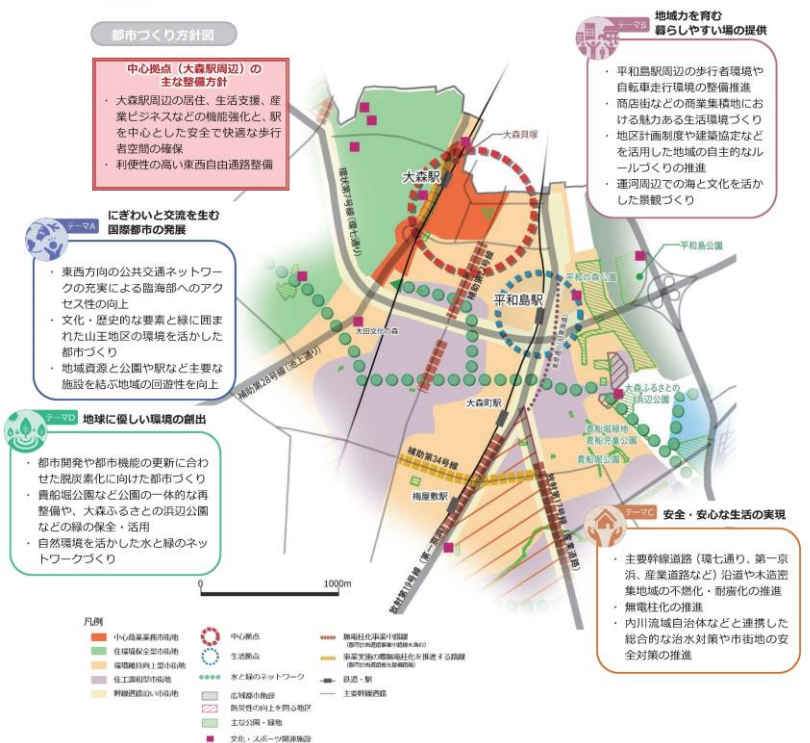 都市づくり方針図
中心拠点（大森駅周辺）の
主な整備方針
・ 大森駅周辺の居住、生活支援、産
業ビジネスなどの機能強化と、駅
を中心とした安全で快適な歩行
者空間の確保
・ 利便性の高い東西自由通路整備
テーマA
にぎわいと交流を生む
国際都市の発展
・ 東西方向の公共交通ネットワー
クの充実による臨海部へのアク
セス性の向上
・ 文化・歴史的な要素と緑に囲ま
れた山王地区の環境を活かした
都市づくり
・ 地域資源と公園や駅など主要な
施設を結ぶ地域の回遊性を向上
テーマD
地球に優しい環境の創出
・ 都市開発や都市機能の更新に合わ
せた脱炭素化に向けた都市づくり
・ 貴船堀公園など公園の一体的な再
整備や、大森ふるさとの浜辺公園
などの緑の保全・活用
・ 自然環境を活かした水と緑のネッ
トワークづくり
テーマB
地域力を育む
暮らしやすい場の提供
・ 平和島駅周辺の歩行者環境や
自転車走行環境の整備推進
・ 商店街などの商業集積地にお
ける魅力ある生活環境づくり
・ 地区計画制度や建築協定など
を活用した地域の自主的なル
ールづくりの推進
・ 運河周辺での海と文化を活か
した景観づくり
テーマC
安全・安心な生活の実現
・ 主要幹線道路（環七通り、第一京
浜、産業道路など）沿道や木造密
集地域の不燃化・耐震化の推進
・ 無電柱化の推進
・ 内川流域自治体などと連携した
総合的な治水対策や市街地の安
全対策の推進
大森貝塚
大森駅
環状第7号線（環七通り）
平和島公園
平和の森公園
平和島駅
大田文化の森
補助第28号線（池上通り）
大森町駅
大森ふるさとの
浜辺公園
貴船堀緑地
貴船児童公園
貴船堀公園
補助第34号線
梅屋敷駅
放射第19号線（第一京浜）
放射第17号線（産業道路）
0
1000m
凡例
中心商業業務市街地
住環境保全型市街地
環境維持向上型市街地
住工調和型市街地
幹線道路沿い市街地
中心拠点
生活拠点
水と緑のネットワーク
広域都市施設
防災性の向上を図る地区
主な公園・緑地
文化・スポーツ関連施設
無電柱化事業中路線
事業実施の際無電柱化を推進する路線
鉄道・駅
主要幹線道路